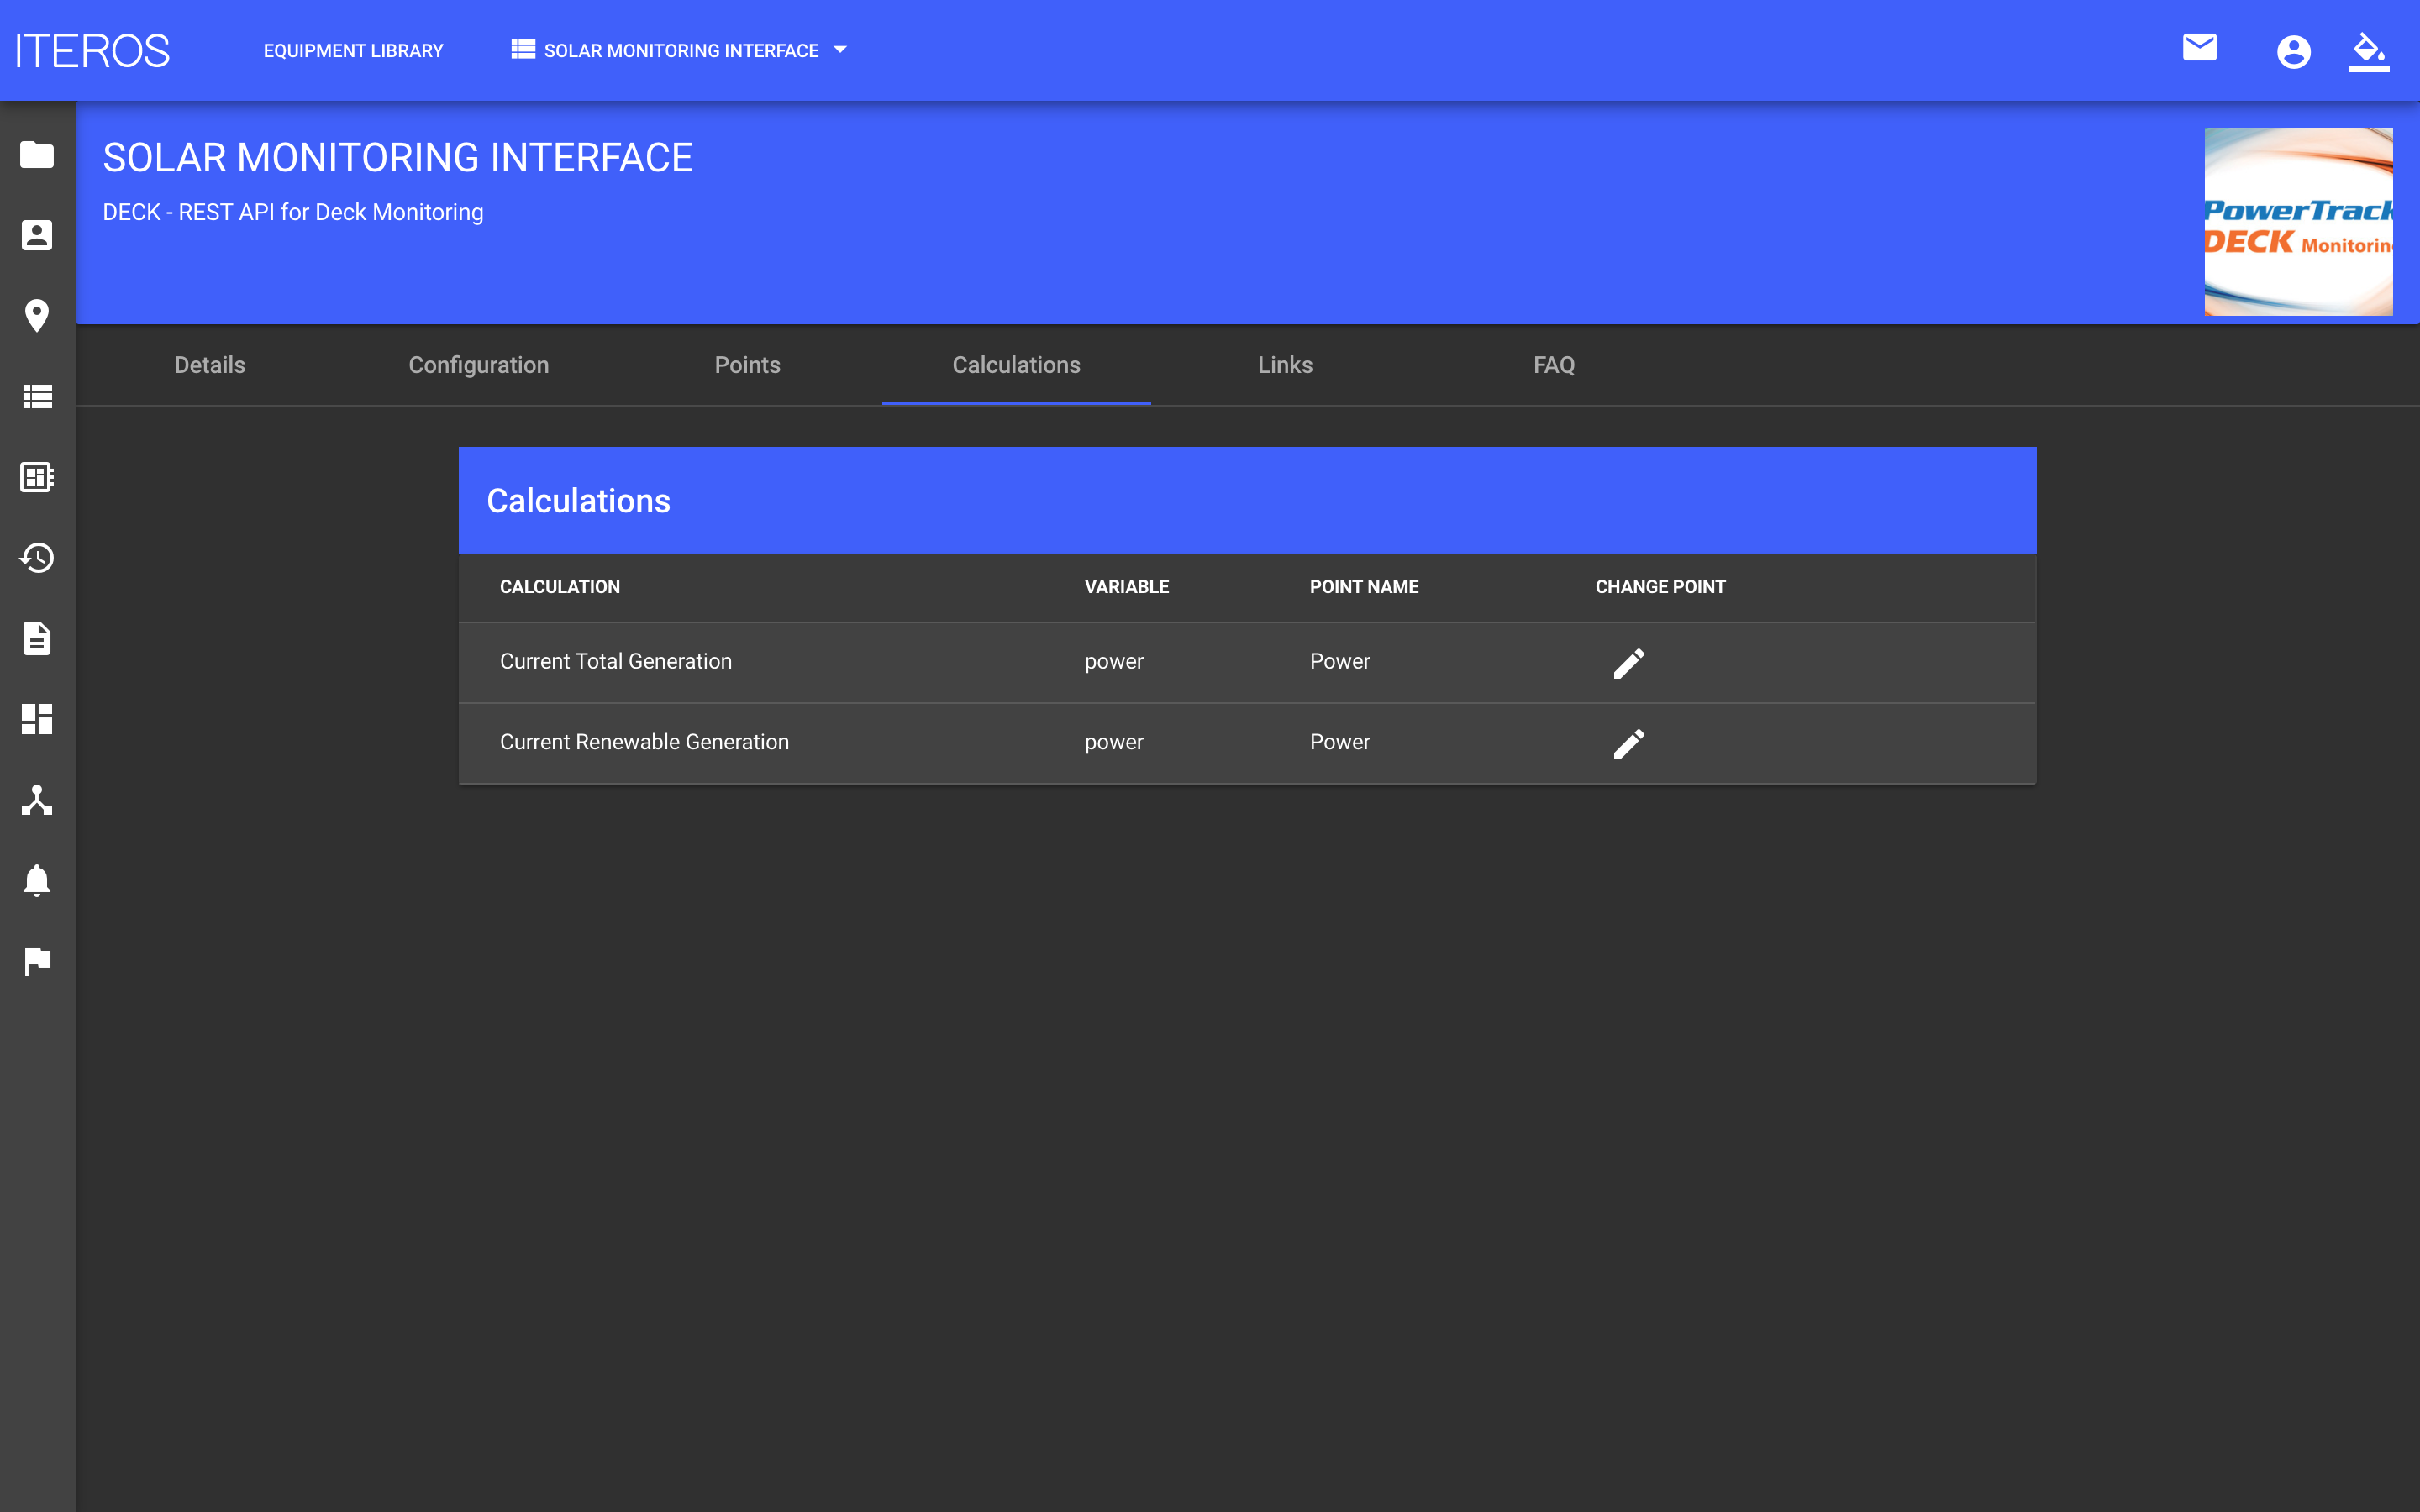 ITEROS
EQUIPMENT LIBRARY
SOLAR MONITORING INTERFACE
SOLAR MONITORING INTERFACE
DECK - REST API for Deck Monitoring
PowerTrack
DECK Monitorin
Details
Configuration
Points
Calculations
Links
FAQ
Calculations
CALCULATION VARIABLE POINT NAME CHANGE POINT
Current Total Generation power Power
Current Renewable Generation power Power